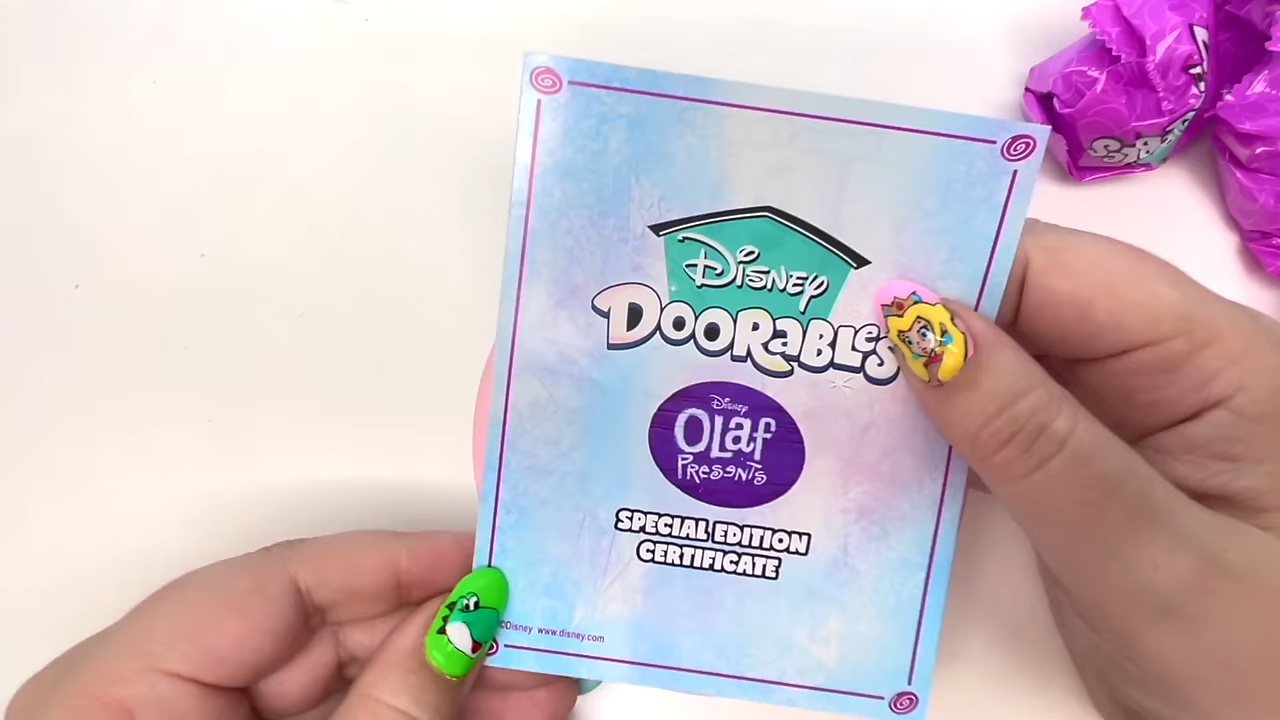 Disney
DOORABLES
Disney
OLaf
PReseNTS
SPECIAL EDITION
CERTIFICATE
©Disney www.disney.com